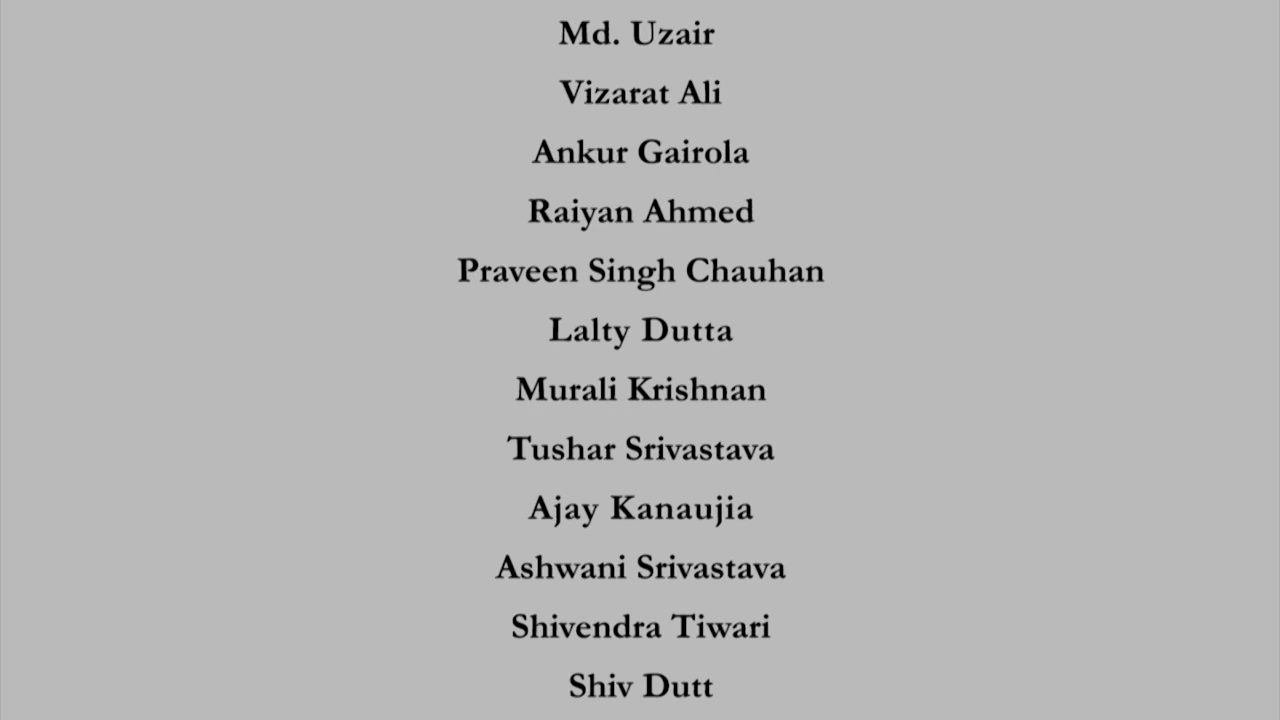 Md. Uzair
Vizarat Ali
Ankur Gairola
Raiyan Ahmed
Praveen Singh Chauhan
Lalty Dutta
Murali Krishnan
Tushar Srivastava
Ajay Kanaujia
Ashwani Srivastava
Shivendra Tiwari
Shiv Dutt